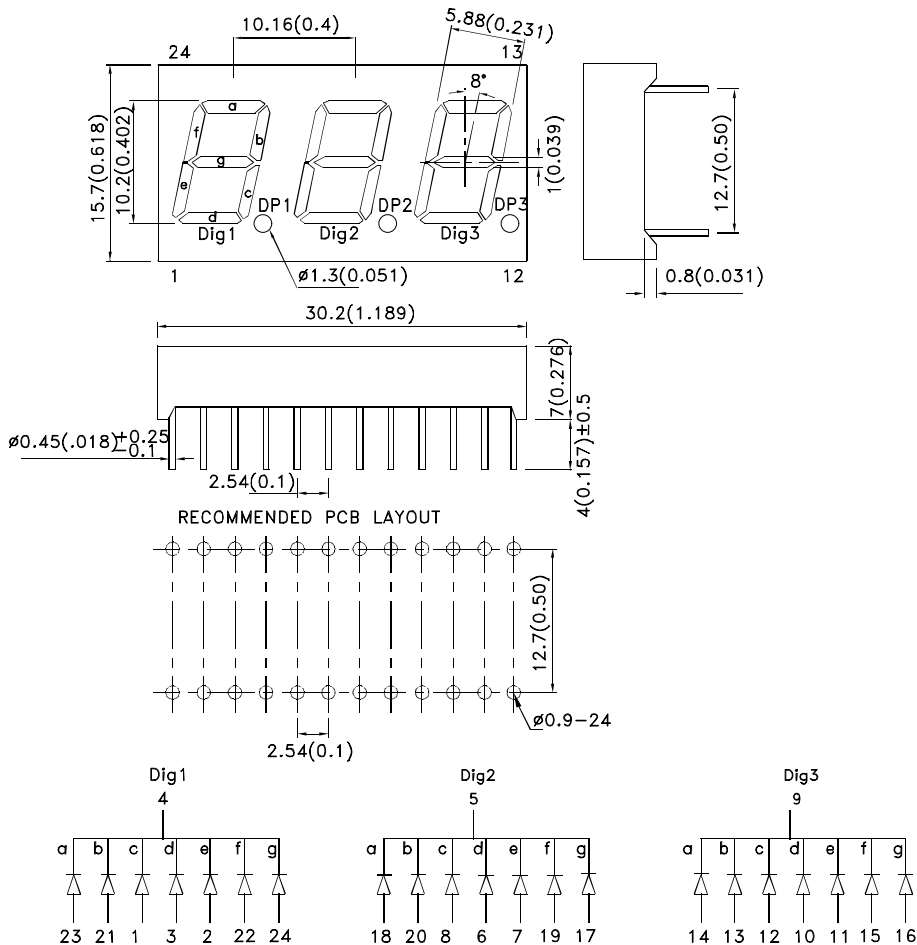 10.16(0.4)
5.88(0.231)
24
13
8°
a
f
b
g
e
c
d
15.7(0.618)
10.2(0.402)
1(0.039)
12.7(0.50)
DP1
DP2
DP3
Dig1
Dig2
Dig3
1
ø1.3(0.051)
12
0.8(0.031)
30.2(1.189)
7(0.276)
ø0.45(.018)+0.25 −0.1
4(0.157)±0.5
2.54(0.1)
RECOMMENDED PCB LAYOUT
12.7(0.50)
ø0.9−24
2.54(0.1)
Dig1
4
a b c d e f g
23 21 1 3 2 22 24
Dig2
5
a b c d e f g
18 20 8 6 7 19 17
Dig3
9
a b c d e f g
14 13 12 10 11 15 16